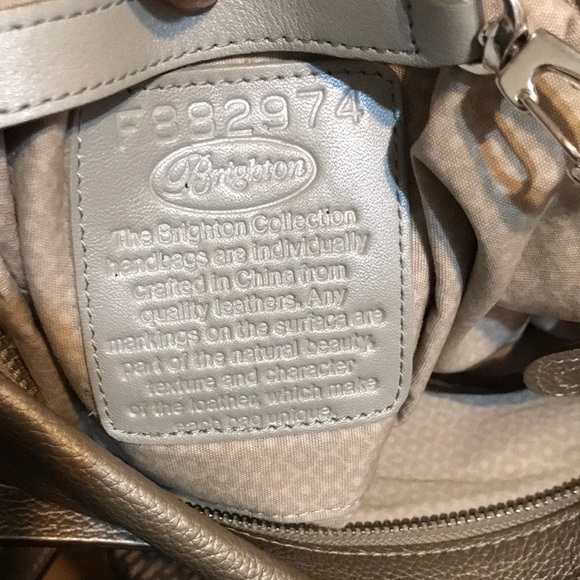 F882974
Brighton
The Brighton Collection
handbags are individually
crafted in China from
quality leathers. Any
markings on the surface are
part of the natural beauty,
texture and character
of the leather, which make
each bag unique.